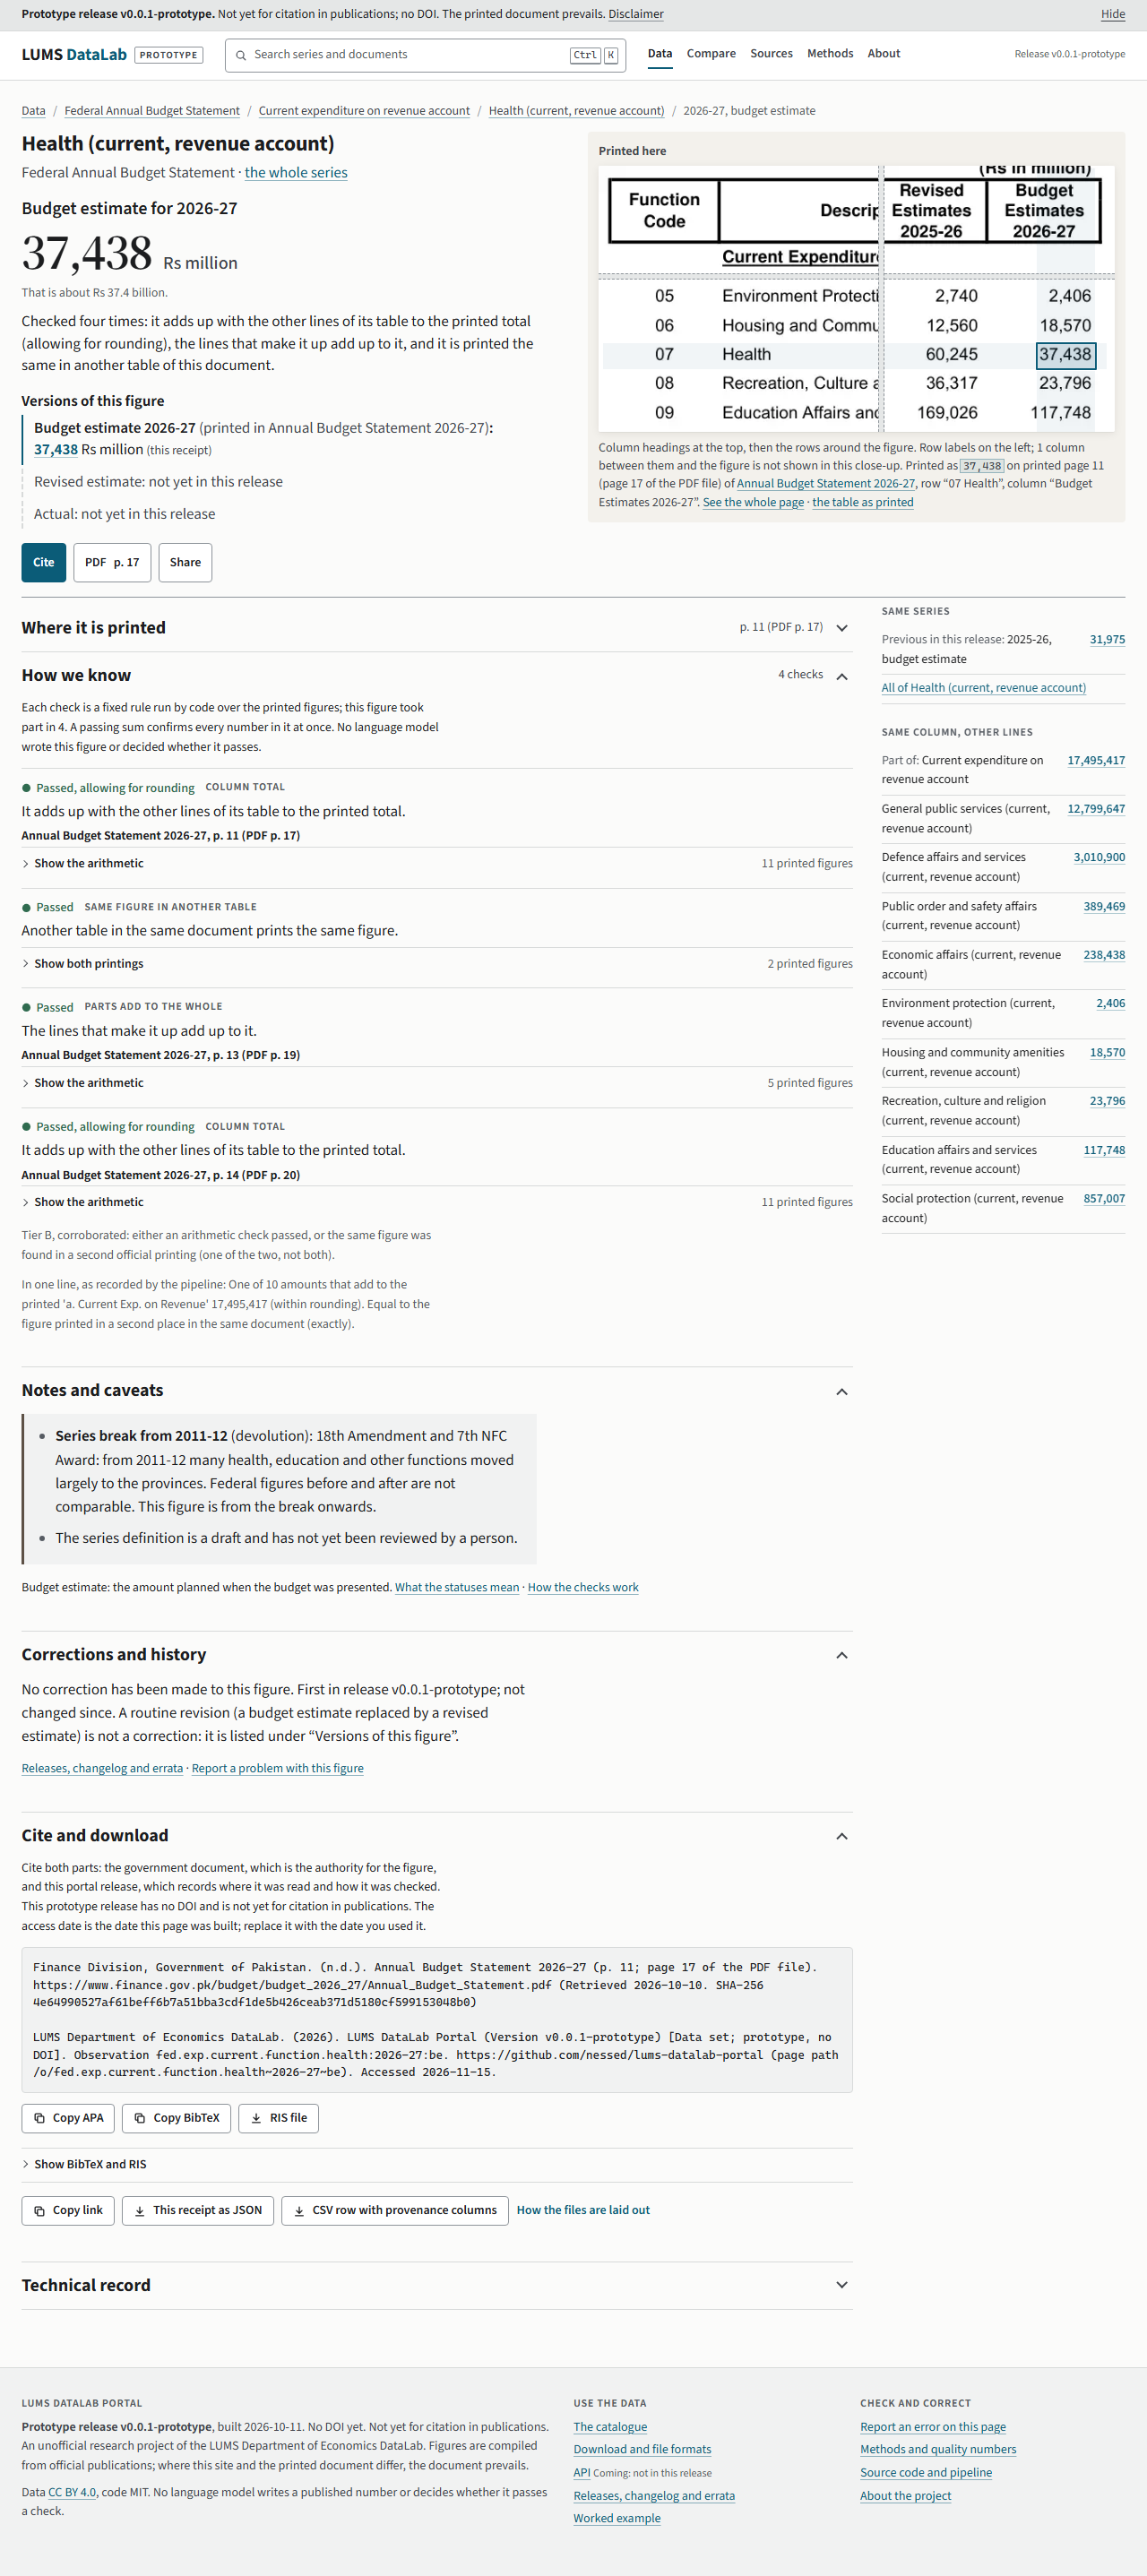 Prototype release v0.0.1-prototype. Not yet for citation in publications; no DOI. The printed document prevails. Disclaimer
Hide
LUMS DataLab PROTOTYPE
Search series and documents Ctrl K
Data Compare Sources Methods About
Release v0.0.1-prototype
Data / Federal Annual Budget Statement / Current expenditure on revenue account / Health (current, revenue account) / 2026-27, budget estimate
Health (current, revenue account)
Federal Annual Budget Statement · the whole series
Budget estimate for 2026-27
37,438 Rs million
That is about Rs 37.4 billion.
Checked four times: it adds up with the other lines of its table to the printed total
(allowing for rounding), the lines that make it up add up to it, and it is printed the
same in another table of this document.
Versions of this figure
Budget estimate 2026-27 (printed in Annual Budget Statement 2026-27):
37,438 Rs million (this receipt)
Revised estimate: not yet in this release
Actual: not yet in this release
Cite
PDF p. 17
Share
Printed here
(Rs in million)
Function Code Descrip Revised Estimates 2025-26 Budget Estimates 2026-27
Current Expenditure
05 Environment Protecti 2,740 2,406
06 Housing and Commu 12,560 18,570
07 Health 60,245 37,438
08 Recreation, Culture a 36,317 23,796
09 Education Affairs and 169,026 117,748
Column headings at the top, then the rows around the figure. Row labels on the left; 1 column
between them and the figure is not shown in this close-up. Printed as 37,438 on printed page 11
(page 17 of the PDF file) of Annual Budget Statement 2026-27, row “07 Health”, column “Budget
Estimates 2026-27”. See the whole page · the table as printed
Where it is printed
p. 11 (PDF p. 17)
How we know
4 checks
Each check is a fixed rule run by code over the printed figures; this figure took
part in 4. A passing sum confirms every number in it at once. No language model
wrote this figure or decided whether it passes.
Passed, allowing for rounding COLUMN TOTAL
It adds up with the other lines of its table to the printed total.
Annual Budget Statement 2026-27, p. 11 (PDF p. 17)
Show the arithmetic
11 printed figures
Passed SAME FIGURE IN ANOTHER TABLE
Another table in the same document prints the same figure.
Show both printings
2 printed figures
Passed PARTS ADD TO THE WHOLE
The lines that make it up add up to it.
Annual Budget Statement 2026-27, p. 13 (PDF p. 19)
Show the arithmetic
5 printed figures
Passed, allowing for rounding COLUMN TOTAL
It adds up with the other lines of its table to the printed total.
Annual Budget Statement 2026-27, p. 14 (PDF p. 20)
Show the arithmetic
11 printed figures
Tier B, corroborated: either an arithmetic check passed, or the same figure was
found in a second official printing (one of the two, not both).
In one line, as recorded by the pipeline: One of 10 amounts that add to the
printed 'a. Current Exp. on Revenue' 17,495,417 (within rounding). Equal to the
figure printed in a second place in the same document (exactly).
SAME SERIES
Previous in this release: 2025-26, budget estimate 31,975
All of Health (current, revenue account)
SAME COLUMN, OTHER LINES
Part of: Current expenditure on revenue account 17,495,417
General public services (current, revenue account) 12,799,647
Defence affairs and services (current, revenue account) 3,010,900
Public order and safety affairs (current, revenue account) 389,469
Economic affairs (current, revenue account) 238,438
Environment protection (current, revenue account) 2,406
Housing and community amenities (current, revenue account) 18,570
Recreation, culture and religion (current, revenue account) 23,796
Education affairs and services (current, revenue account) 117,748
Social protection (current, revenue account) 857,007
Notes and caveats
Series break from 2011-12 (devolution): 18th Amendment and 7th NFC
Award: from 2011-12 many health, education and other functions moved
largely to the provinces. Federal figures before and after are not
comparable. This figure is from the break onwards.
The series definition is a draft and has not yet been reviewed by a person.
Budget estimate: the amount planned when the budget was presented. What the statuses mean · How the checks work
Corrections and history
No correction has been made to this figure. First in release v0.0.1-prototype; not
changed since. A routine revision (a budget estimate replaced by a revised
estimate) is not a correction: it is listed under “Versions of this figure”.
Releases, changelog and errata · Report a problem with this figure
Cite and download
Cite both parts: the government document, which is the authority for the figure,
and this portal release, which records where it was read and how it was checked.
This prototype release has no DOI and is not yet for citation in publications. The
access date is the date this page was built; replace it with the date you used it.
Finance Division, Government of Pakistan. (n.d.). Annual Budget Statement 2026-27 (p. 11; page 17 of the PDF file).
https://www.finance.gov.pk/budget/budget_2026_27/Annual_Budget_Statement.pdf (Retrieved 2026-10-10. SHA-256
4e64990527af61beff6b7a51bba3cdf1de5b426ceab371d5180cf599153048b0)
LUMS Department of Economics DataLab. (2026). LUMS DataLab Portal (Version v0.0.1-prototype) [Data set; prototype, no
DOI]. Observation fed.exp.current.function.health:2026-27:be. https://github.com/nessed/lums-datalab-portal (page path
/o/fed.exp.current.function.health~2026-27~be). Accessed 2026-11-15.
Copy APA
Copy BibTeX
RIS file
Show BibTeX and RIS
Copy link
This receipt as JSON
CSV row with provenance columns
How the files are laid out
Technical record
LUMS DATALAB PORTAL
Prototype release v0.0.1-prototype, built 2026-10-11. No DOI yet. Not yet for citation in publications.
An unofficial research project of the LUMS Department of Economics DataLab. Figures are compiled
from official publications; where this site and the printed document differ, the document prevails.
Data CC BY 4.0, code MIT. No language model writes a published number or decides whether it passes
a check.
USE THE DATA
The catalogue
Download and file formats
API Coming: not in this release
Releases, changelog and errata
Worked example
CHECK AND CORRECT
Report an error on this page
Methods and quality numbers
Source code and pipeline
About the project